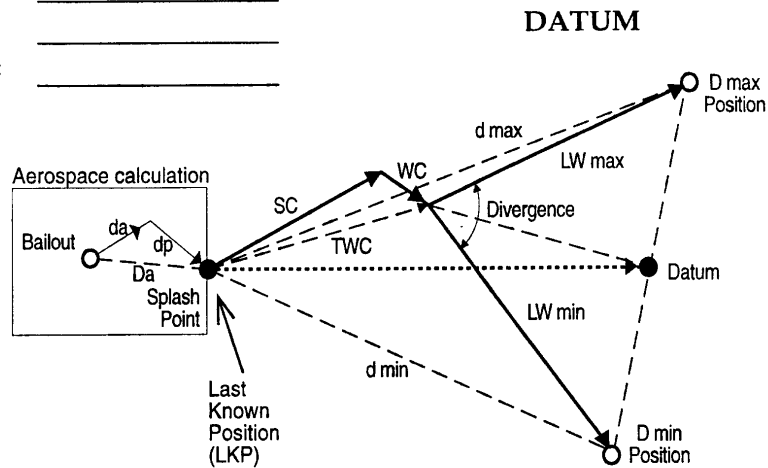 DATUM
D max
Position
d max
LW max
WC
Aerospace calculation
SC
Divergence
da
Bailout
dp
TWC
Da
Datum
Splash
Point
LW min
d min
Last
Known
Position
(LKP)
D min
Position